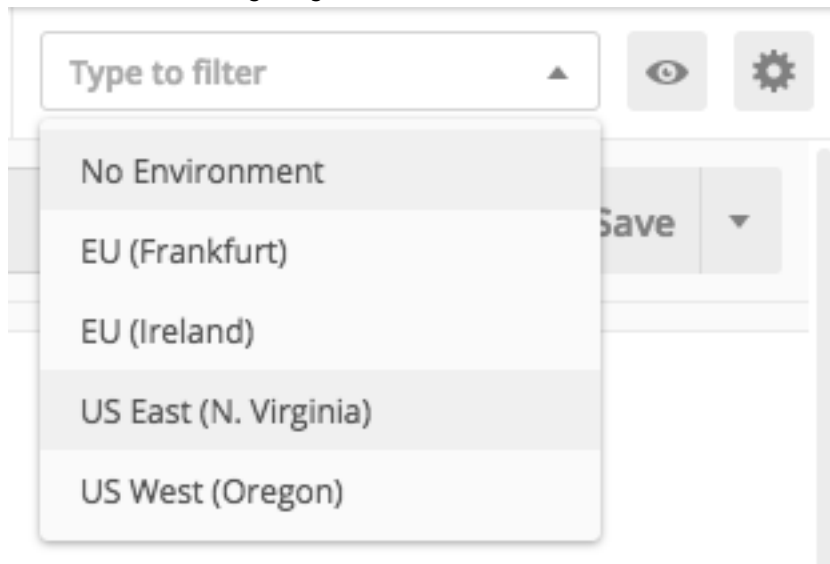 Type to filter
No Environment
Save
EU (Frankfurt)
EU (Ireland)
US East (N. Virginia)
US West (Oregon)